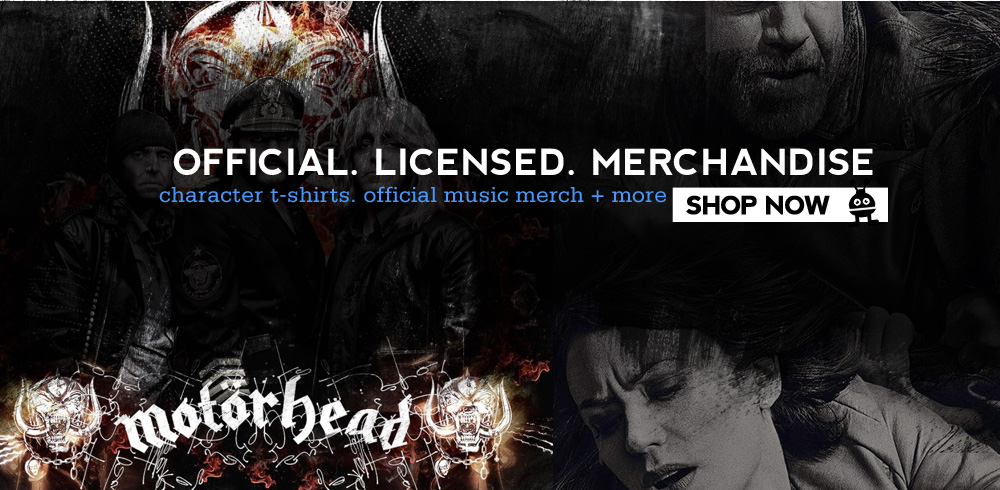 OFFICIAL. LICENSED. MERCHANDISE
character t-shirts. official music merch + more
SHOP NOW
motörhead